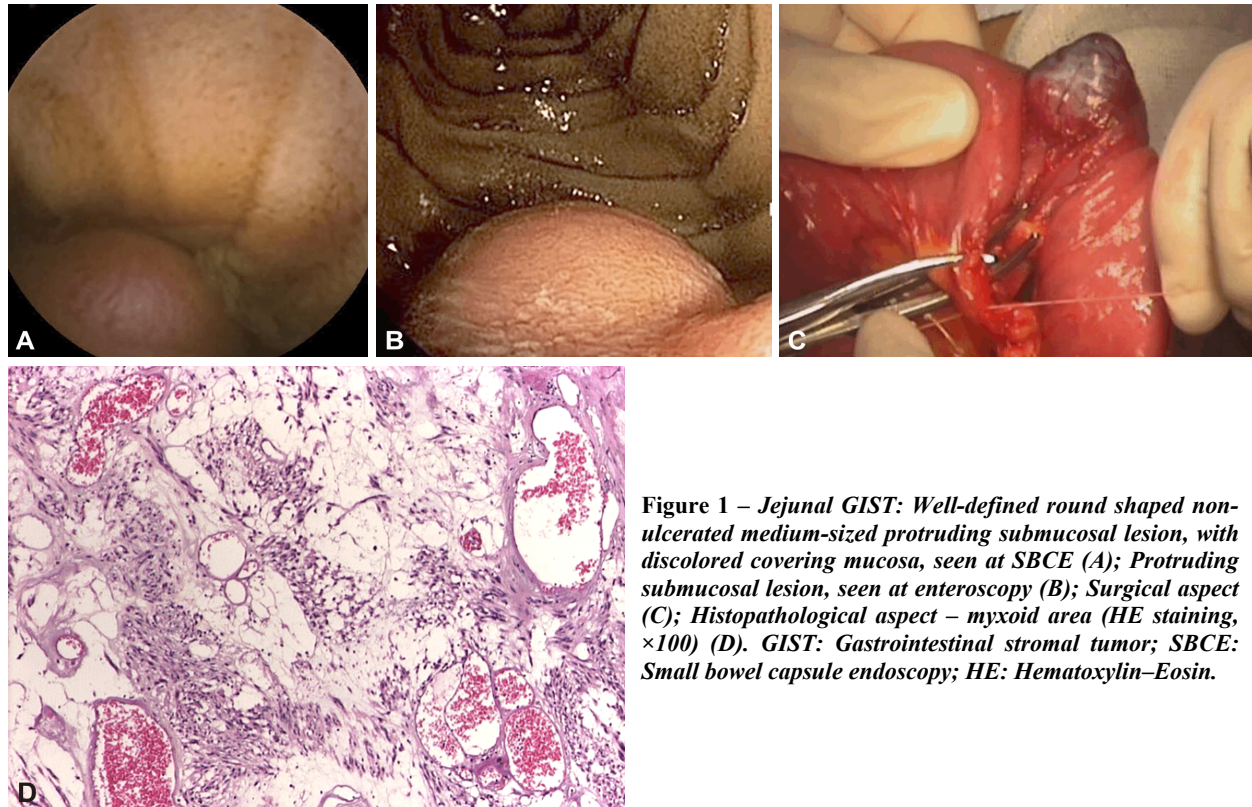 A
B
C
D
Figure 1 – Jejunal GIST: Well-defined round shaped non-
ulcerated medium-sized protruding submucosal lesion, with
discolored covering mucosa, seen at SBCE (A); Protruding
submucosal lesion, seen at enteroscopy (B); Surgical aspect
(C); Histopathological aspect – myxoid area (HE staining,
×100) (D). GIST: Gastrointestinal stromal tumor; SBCE:
Small bowel capsule endoscopy; HE: Hematoxylin–Eosin.